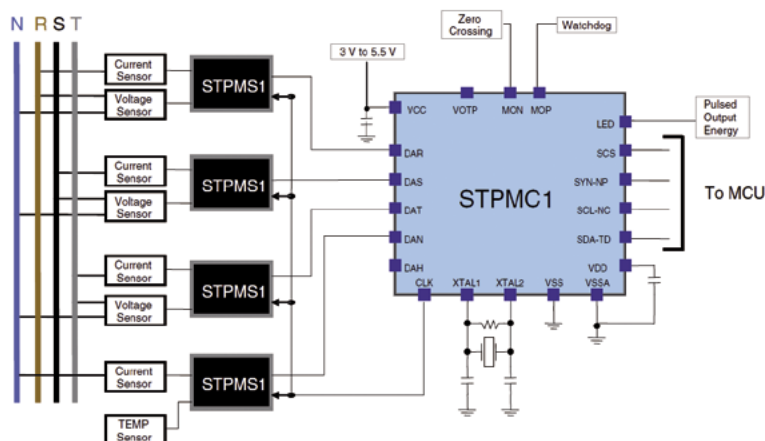 N R S T
Current
Sensor
Voltage
Sensor
STPMS1
Current
Sensor
Voltage
Sensor
STPMS1
Current
Sensor
Voltage
Sensor
STPMS1
Current
Sensor
TEMP
Sensor
STPMS1
3 V to 5.5 V
Zero
Crossing
Watchdog
VCC
VOTP
MON
MOP
LED
Pulsed
Output
Energy
DAR
SCS
DAS
SYN-NP
STPMC1
To MCU
DAT
SCL-NC
DAN
SDA-TD
DAH
VDD
CLK
XTAL1
XTAL2
VSS
VSSA